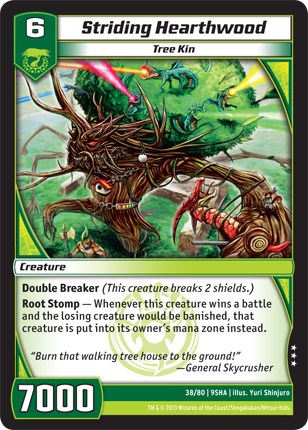 6
Striding Hearthwood
Tree Kin
Creature
Double Breaker (This creature breaks 2 shields.)
Root Stomp — Whenever this creature wins a battle
and the losing creature would be banished, that
creature is put into its owner’s mana zone instead.
“Burn that walking tree house to the ground!”
—General Skycrusher
7000
38/80 | 9SHA | illus. Yuri Shinjuro
TM & © 2013 Wizards of the Coast/Shogakukan/Mitsui-Kids.